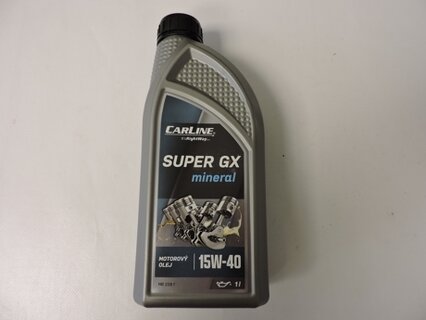 CARLINE
SUPER GX
mineral
MOTOROVÝ
OLEJ
15W-40
1l